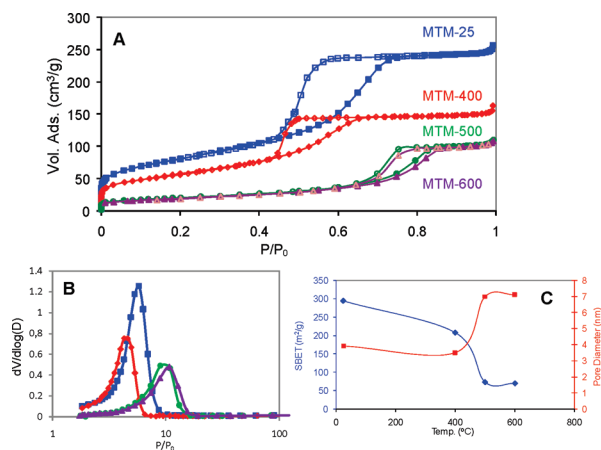 A
MTM-25
MTM-400
MTM-500
MTM-600
Vol. Ads. (cm³/g)
300
250
200
150
100
50
0
0 0.2 0.4 0.6 0.8 1
P/P₀
B
dV/dlog(D)
1.4
1.2
1
0.8
0.6
0.4
0.2
0
1 10 100
P/P₀
C
SBET (m²/g)
350
300
250
200
150
100
50
0
0 200 400 600 800
Temp. (ºC)
8
7
6
5
4
3
2
1
0
Pore Diameter (nm)